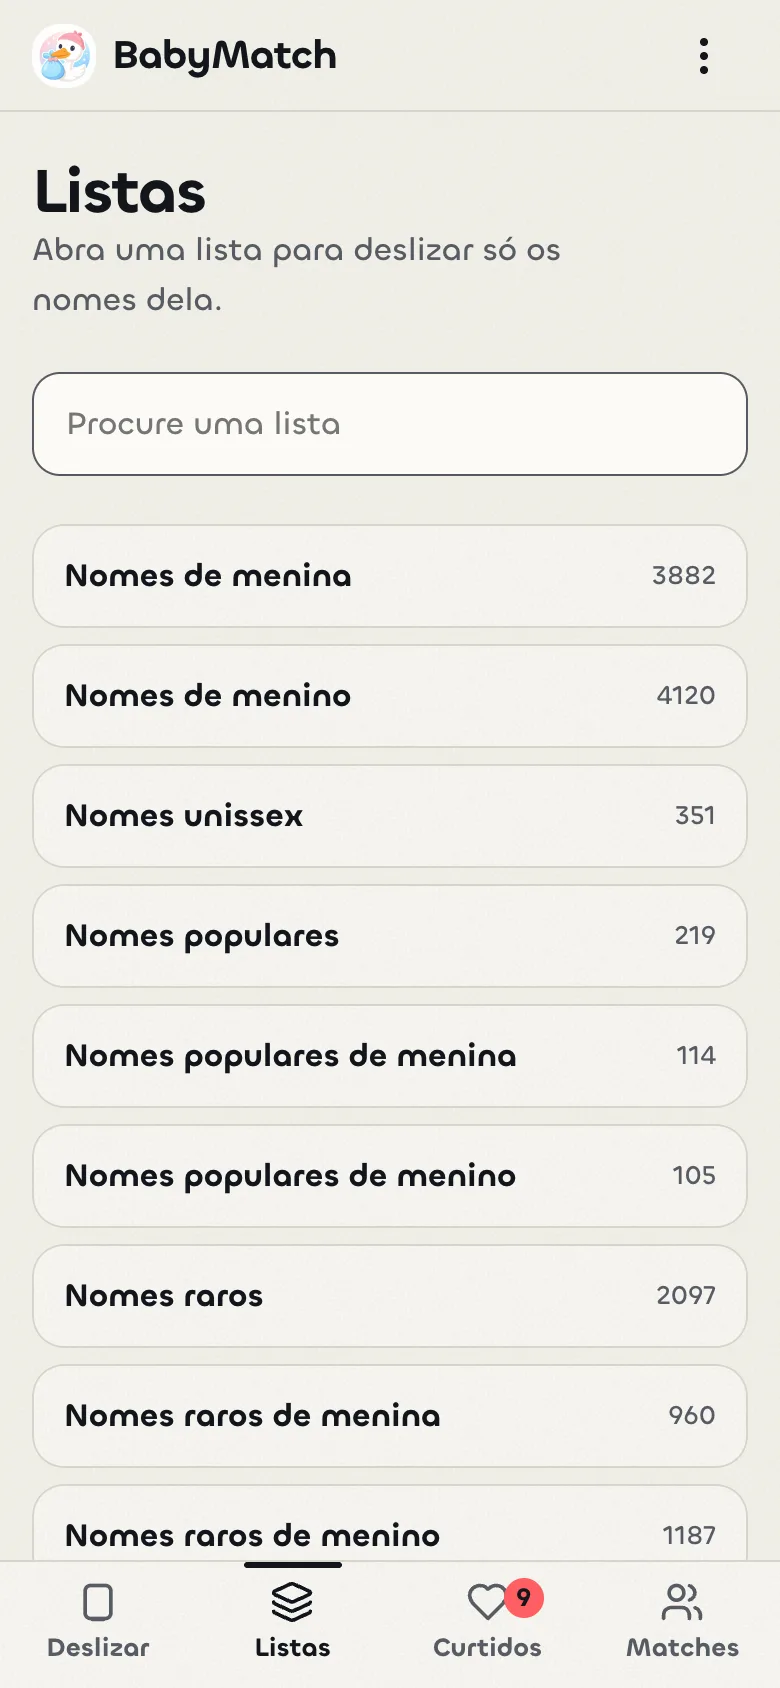 BabyMatch
Listas
Abra uma lista para deslizar só os
nomes dela.
Procure uma lista
Nomes de menina 3882
Nomes de menino 4120
Nomes unissex 351
Nomes populares 219
Nomes populares de menina 114
Nomes populares de menino 105
Nomes raros 2097
Nomes raros de menina 960
Nomes raros de menino 1187
9
Deslizar Listas Curtidos Matches